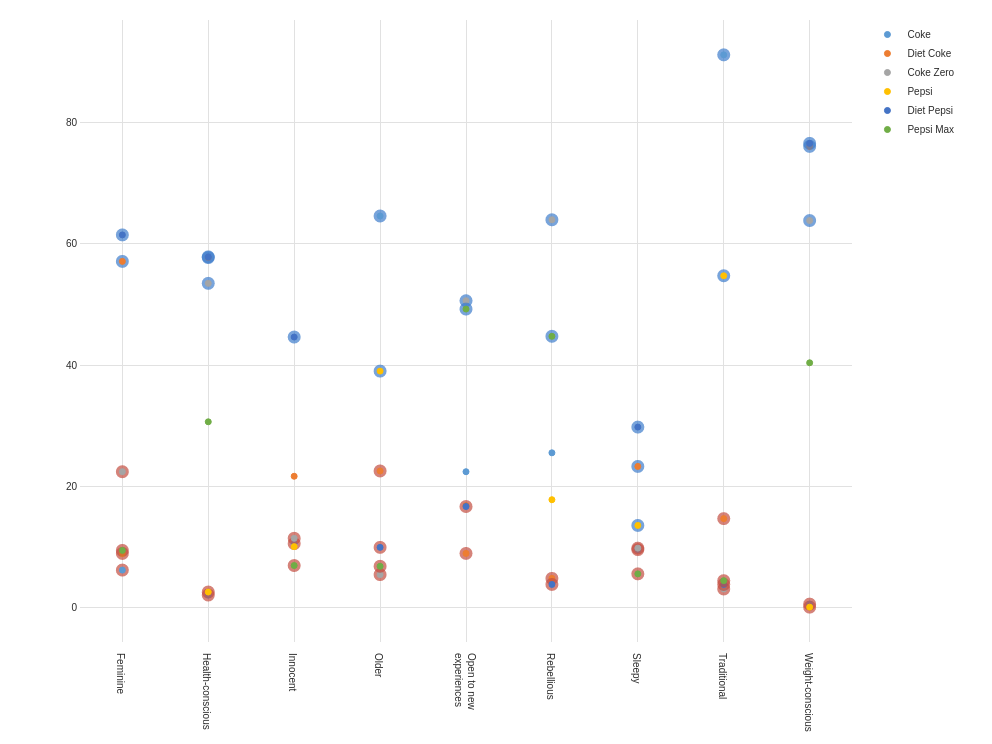 Coke
Diet Coke
Coke Zero
Pepsi
Diet Pepsi
Pepsi Max
80
60
40
20
0
Feminine
Health-conscious
Innocent
Older
Open to new
experiences
Rebellious
Sleepy
Traditional
Weight-conscious